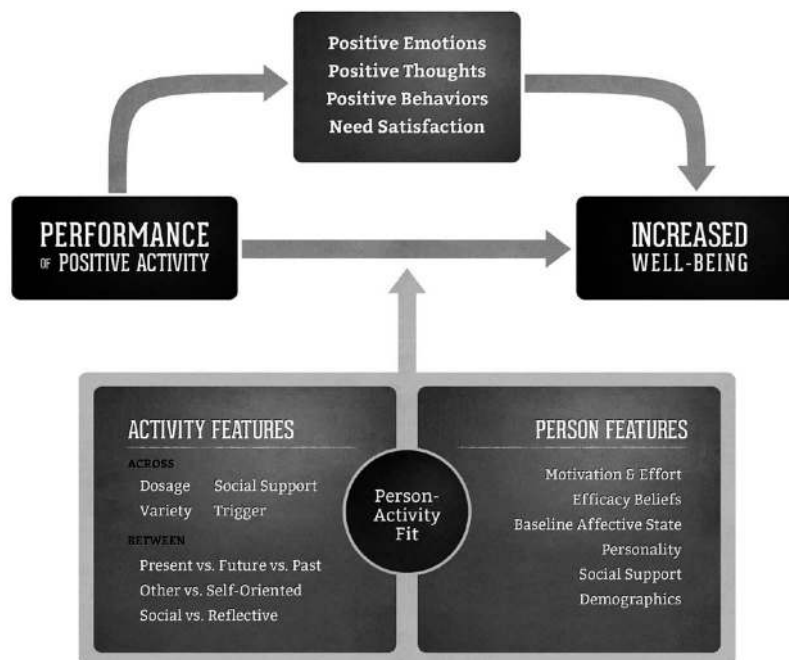 Positive Emotions
Positive Thoughts
Positive Behaviors
Need Satisfaction
PERFORMANCE
OF POSITIVE ACTIVITY
INCREASED
WELL-BEING
ACTIVITY FEATURES
ACROSS
Dosage Social Support
Variety Trigger
BETWEEN
Present vs. Future vs. Past
Other vs. Self-Oriented
Social vs. Reflective
Person-
Activity
Fit
PERSON FEATURES
Motivation & Effort
Efficacy Beliefs
Baseline Affective State
Personality
Social Support
Demographics